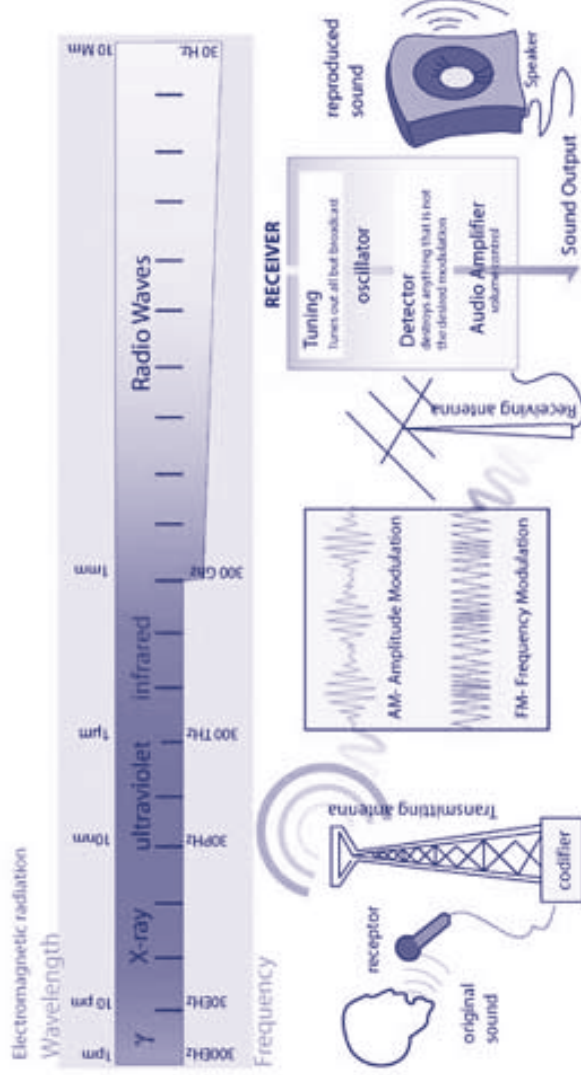 Electromagnetic radiation
Wavelength
1pm 10 pm 10nm 1μm 1mm 10 Mm
γ X-ray ultraviolet infrared Radio Waves
300EHz 30EHz 30PHz 300 THz 300 GHz 30 Hz.
Frequency
original
sound
receptor
Transmitting antenna
codifier
AM- Amplitude Modulation
FM- Frequency Modulation
Receiving antenna
RECEIVER
Tuning
Tunes out all but broadcast
oscillator
Detector
destroys anything that is not
the desired modulation
Audio Amplifier
volume control
Sound Output
reproduced
sound
Speaker